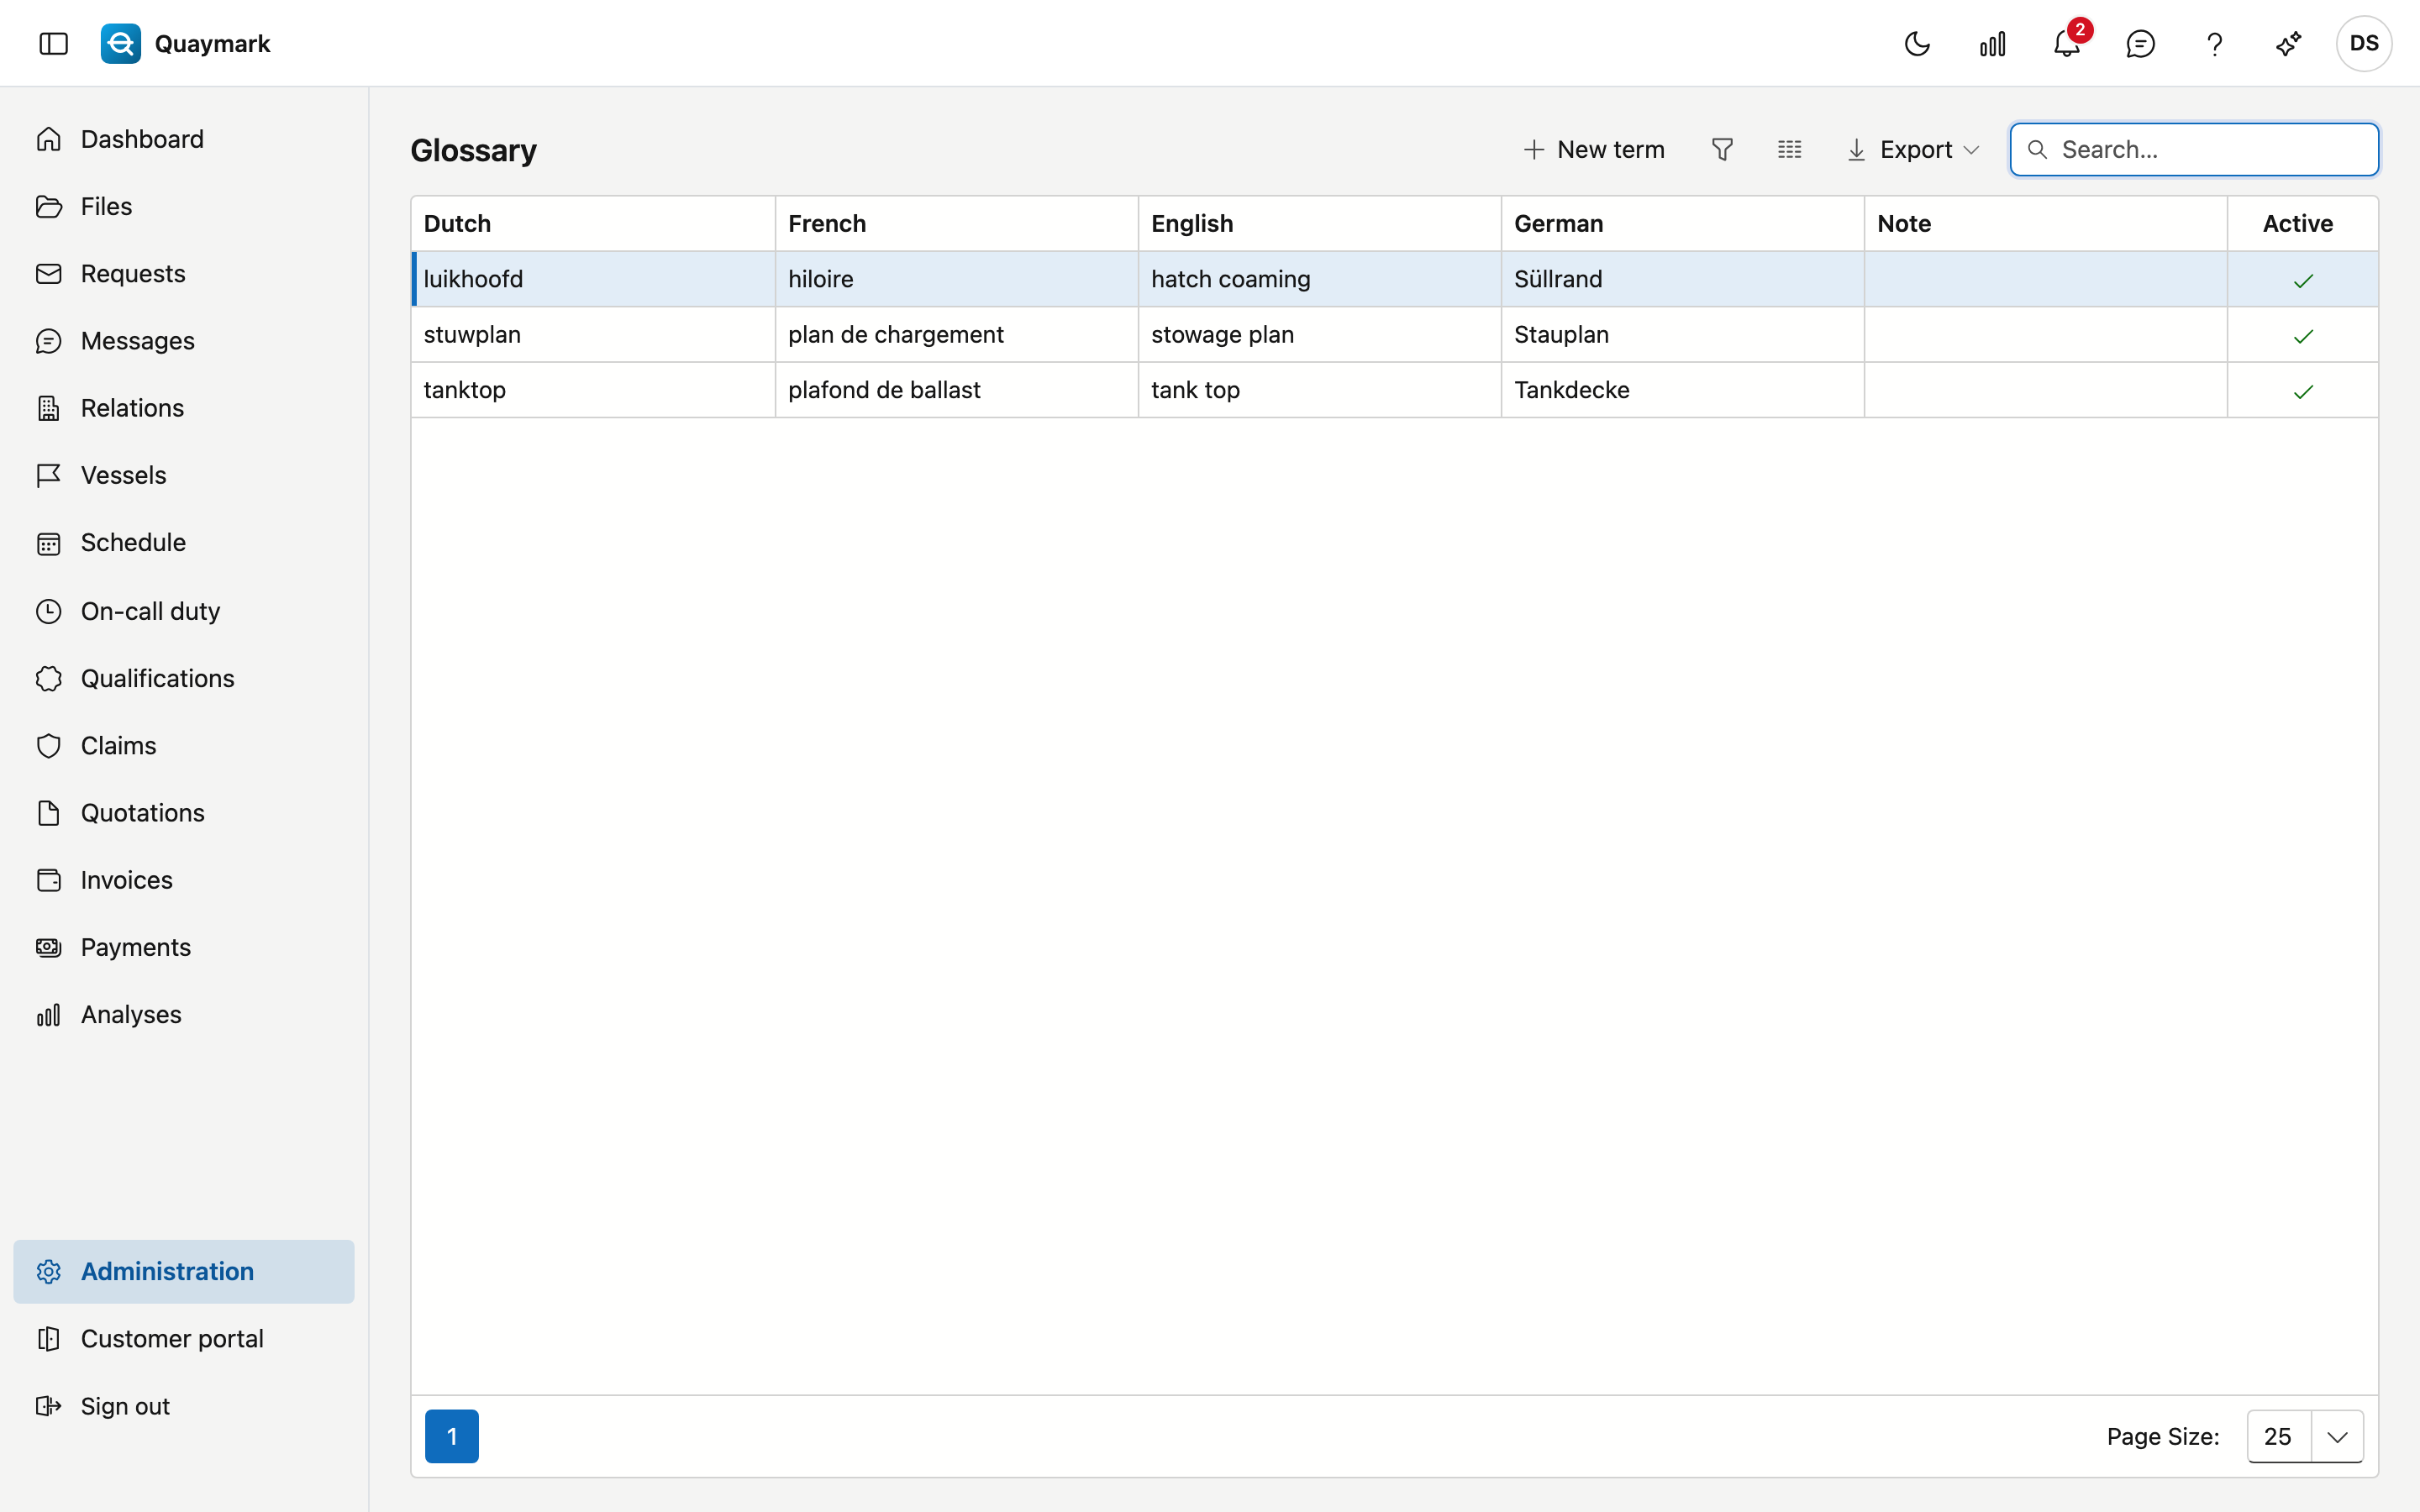 Quaymark
2
DS
Dashboard
Files
Requests
Messages
Relations
Vessels
Schedule
On-call duty
Qualifications
Claims
Quotations
Invoices
Payments
Analyses
Administration
Customer portal
Sign out
Glossary
New term
Export
Search...
Dutch French English German Note Active
luikhoofd hiloire hatch coaming Süllrand
stuwplan plan de chargement stowage plan Stauplan
tanktop plafond de ballast tank top Tankdecke
1
Page Size: 25